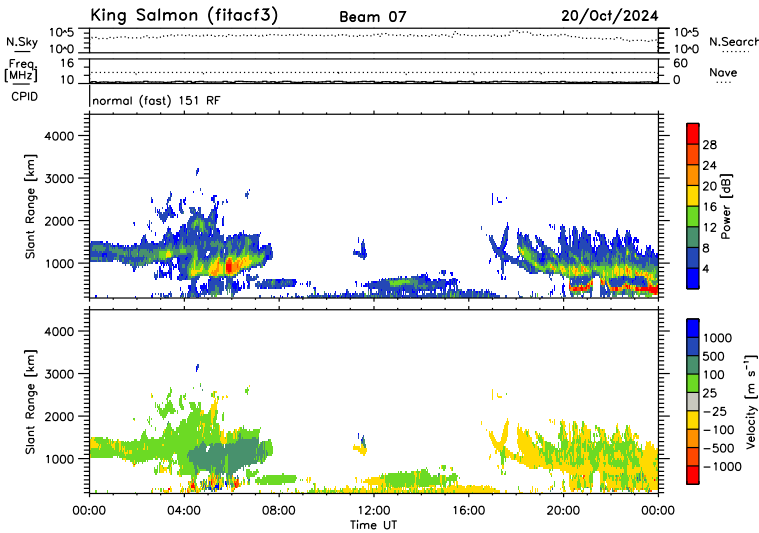 King Salmon (fitacf3) Beam 07 20/Oct/2024
N.Sky 10^5 10^0 10^5 10^0 N.Search
Freq. [MHz] 16 10 60 0 Nave
CPID normal (fast) 151 RF
Slant Range [km] 4000 3000 2000 1000
Power [dB] 28 24 20 16 12 8 4
Slant Range [km] 4000 3000 2000 1000
Velocity [m s^-1] 1000 500 100 25 -25 -100 -500 -1000
00:00 04:00 08:00 12:00 16:00 20:00 00:00
Time UT